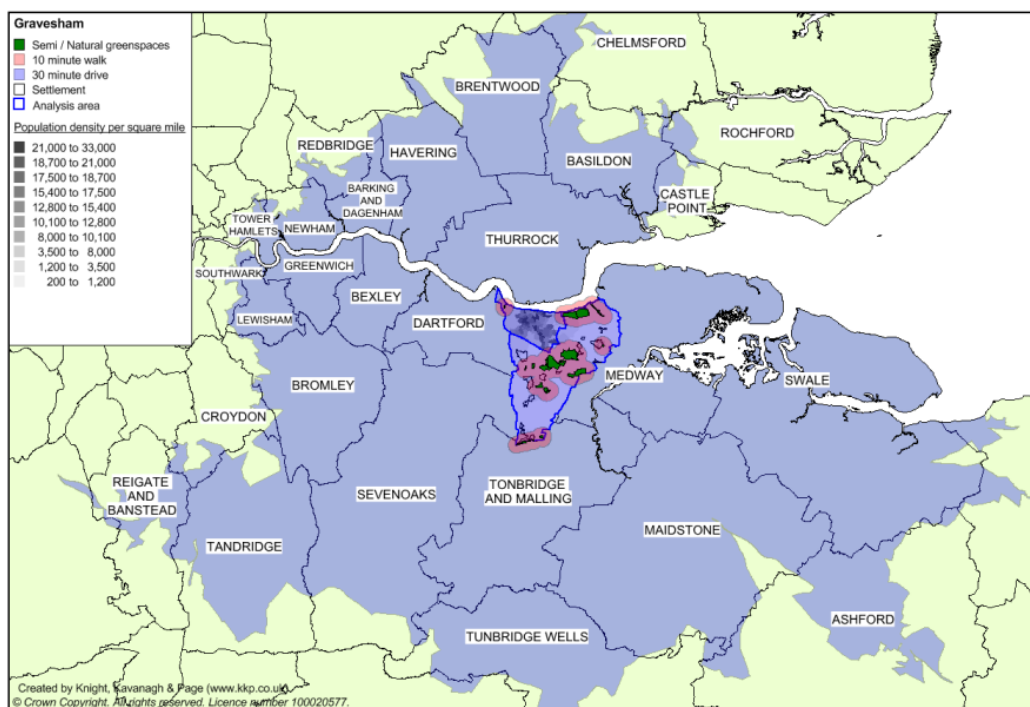 Gravesham
Semi / Natural greenspaces
10 minute walk
30 minute drive
Settlement
Analysis area
Population density per square mile
21,000 to 33,000
18,700 to 21,000
17,500 to 18,700
15,400 to 17,500
12,800 to 15,400
10,100 to 12,800
8,000 to 10,100
3,500 to 8,000
1,200 to 3,500
200 to 1,200
CHELMSFORD
BRENTWOOD
ROCHFORD
REDBRIDGE
HAVERING
BASILDON
BARKING
AND
DAGENHAM
CASTLE
POINT
TOWER
HAMLETS
NEWHAM
THURROCK
SOUTHWARK
GREENWICH
BEXLEY
LEWISHAM
DARTFORD
MEDWAY
SWALE
BROMLEY
CROYDON
REIGATE
AND
BANSTEAD
SEVENOAKS
TONBRIDGE
AND MALLING
MAIDSTONE
TANDRIDGE
ASHFORD
TUNBRIDGE WELLS
Created by Knight, Kavanagh & Page (www.kkp.co.uk).
© Crown Copyright. All rights reserved. Licence number 100020577.